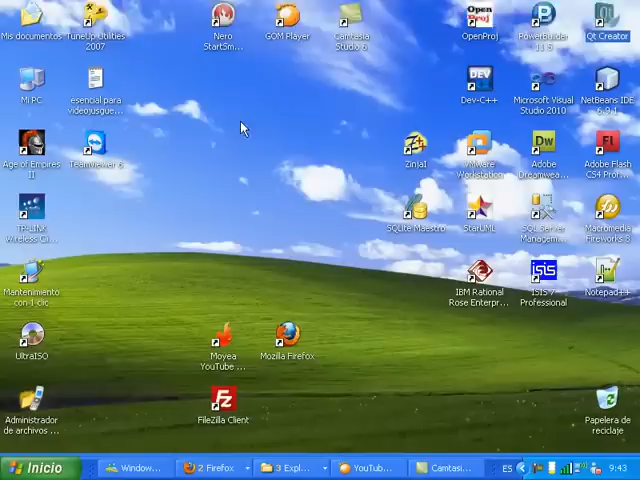 Mis documentos
TuneUp Utilities
2007
Nero
StartSm...
GOM Player
Camtasia
Studio 6
OpenProj
PowerBuilder
11.5
Qt Creator
Mi PC
esencial para
videojuegue...
Dev-C++
Microsoft Visual
Studio 2010
NetBeans IDE
6.9.1
Age of Empires
II
TeamViewer 6
ZinjaI
VMware
Workstation
Adobe
Dreamwea...
Adobe Flash
CS4 Prof...
TP-LINK
Wireless Cl...
SQLite Maestro
StarUML
SQL Server
Managem...
Macromedia
Fireworks 8
Mantenimiento
con 1 clic
IBM Rational
Rose Enterpr...
ISIS 7
Professional
Notepad++
UltraISO
Moyea
YouTube ...
Mozilla Firefox
Administrador
de archivos ...
FileZilla Client
Papelera de
reciclaje
Inicio
Window...
2 Firefox
3 Expl...
YouTub...
Camtasi...
ES
9:43